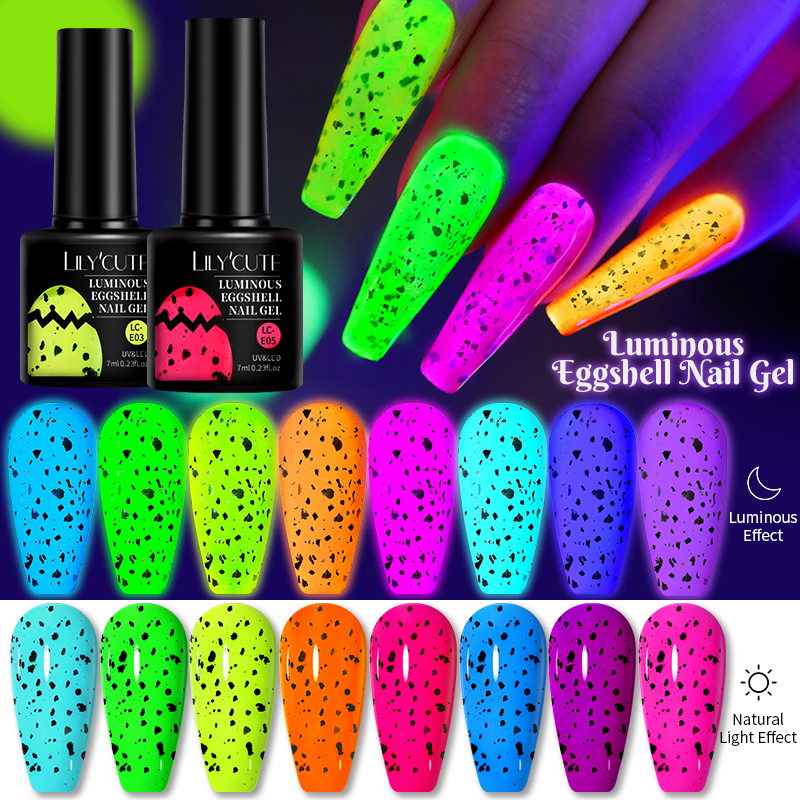 LILY'CUTE
LUMINOUS
EGGSHELL
NAIL GEL
LC-
E03
UV&LED
7ml 0.23fl.oz
LILY'CUTE
LUMINOUS
EGGSHELL
NAIL GEL
LC-
E05
UV&LED
7ml 0.23fl.oz
Luminous
Eggshell Nail Gel
Luminous
Effect
Natural
Light Effect